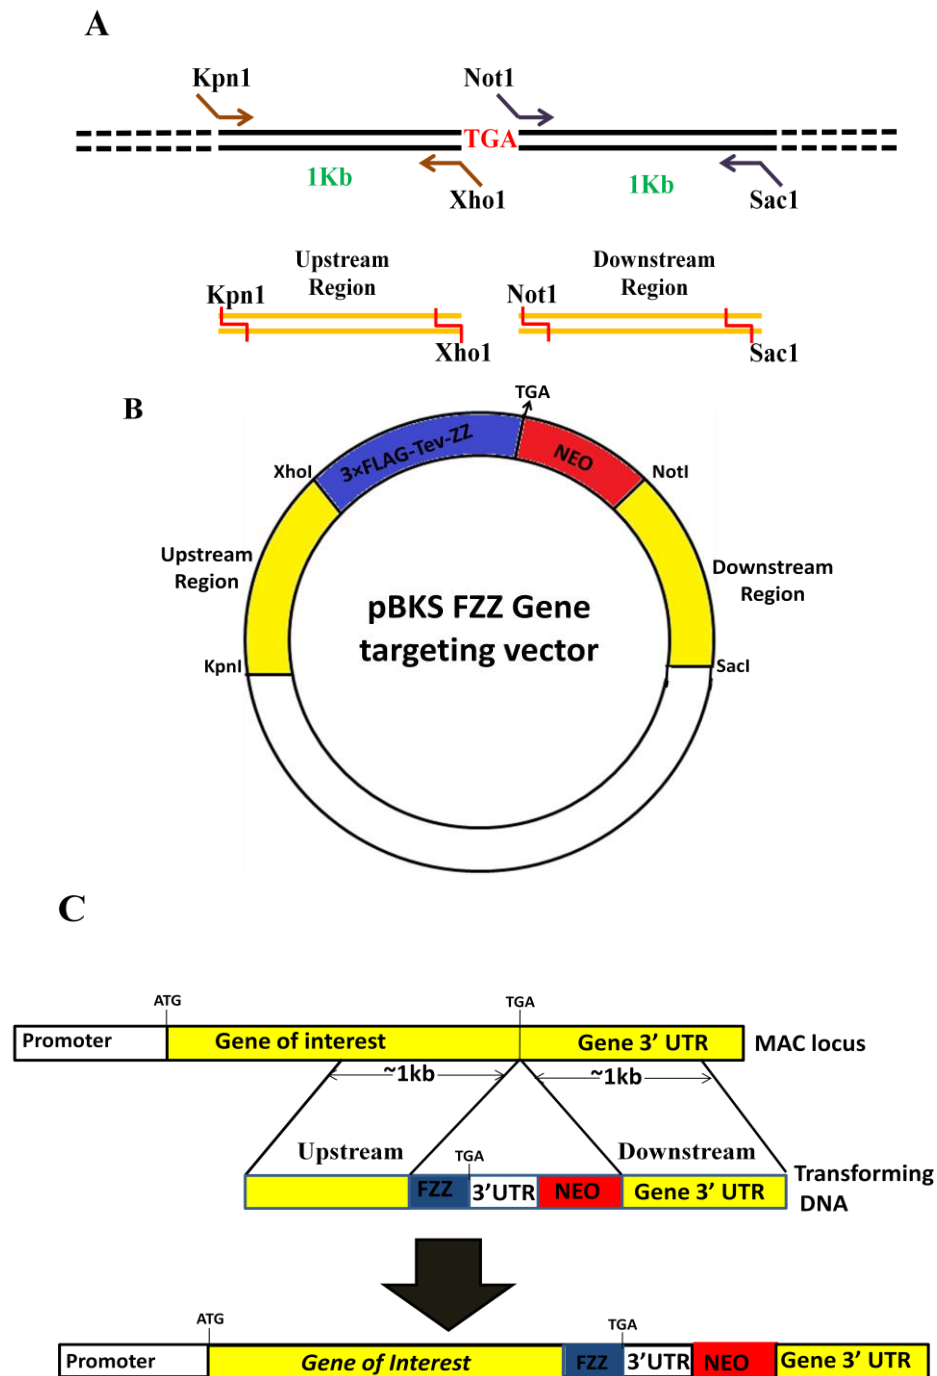 A
Kpn1
Not1
TGA
1Kb
Xho1
1Kb
Sac1
Upstream
Region
Downstream
Region
Kpn1
Not1
Xho1
Sac1
B
TGA
3×FLAG-Tev-ZZ
NEO
XhoI
NotI
Upstream
Region
Downstream
Region
pBKS FZZ Gene
targeting vector
KpnI
SacI
C
ATG
TGA
Promoter
Gene of interest
Gene 3' UTR
MAC locus
~1kb
~1kb
Upstream
Downstream
TGA
FZZ
3'UTR
NEO
Gene 3' UTR
Transforming
DNA
ATG
TGA
Promoter
Gene of Interest
FZZ
3'UTR
NEO
Gene 3' UTR